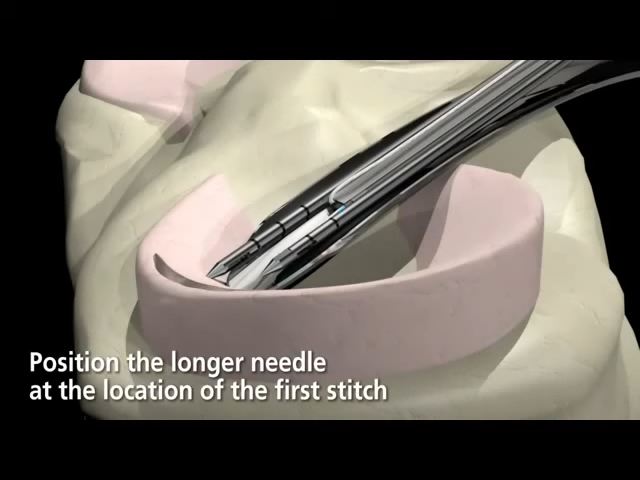 Position the longer needle
at the location of the first stitch